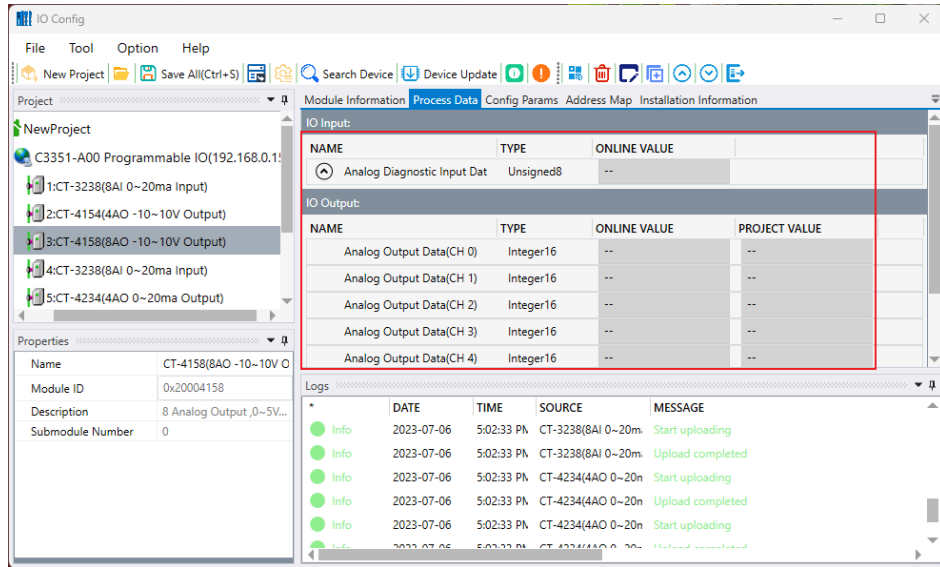 IO Config
File Tool Option Help
New Project Save All(Ctrl+S) Search Device Device Update
Project
NewProject
C3351-A00 Programmable IO(192.168.0.1
1:CT-3238(8AI 0~20ma Input)
2:CT-4154(4AO -10~10V Output)
3:CT-4158(8AO -10~10V Output)
4:CT-3238(8AI 0~20ma Input)
5:CT-4234(4AO 0~20ma Output)
Properties
Name CT-4158(8AO -10~10V O
Module ID 0x20004158
Description 8 Analog Output ,0~5V...
Submodule Number 0
Module Information Process Data Config Params Address Map Installation Information
IO Input:
NAME TYPE ONLINE VALUE
Analog Diagnostic Input Dat Unsigned8 --
IO Output:
NAME TYPE ONLINE VALUE PROJECT VALUE
Analog Output Data(CH 0) Integer16 -- --
Analog Output Data(CH 1) Integer16 -- --
Analog Output Data(CH 2) Integer16 -- --
Analog Output Data(CH 3) Integer16 -- --
Analog Output Data(CH 4) Integer16 -- --
Logs
* DATE TIME SOURCE MESSAGE
Info 2023-07-06 5:02:33 PM CT-3238(8AI 0~20m Start uploading
Info 2023-07-06 5:02:33 PM CT-3238(8AI 0~20m Upload completed
Info 2023-07-06 5:02:33 PM CT-4234(4AO 0~20n Start uploading
Info 2023-07-06 5:02:33 PM CT-4234(4AO 0~20n Upload completed
Info 2023-07-06 5:02:33 PM CT-4234(4AO 0~20n Start uploading